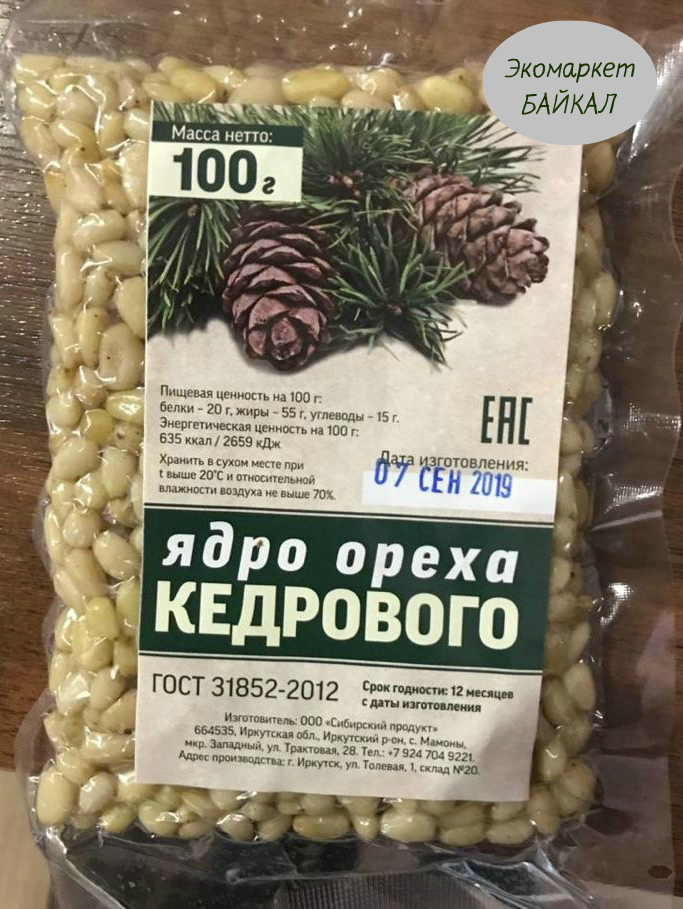 Экомаркет
БАЙКАЛ
Масса нетто:
100 г
Пищевая ценность на 100 г:
белки - 20 г, жиры - 55 г, углеводы - 15 г.
Энергетическая ценность на 100 г:
635 ккал / 2659 кДж
Хранить в сухом месте при
t выше 20°С и относительной
влажности воздуха не выше 70%.
ЕАС
Дата изготовления:
07 СЕН 2019
ядро ореха
КЕДРОВОГО
ГОСТ 31852-2012
Срок годности: 12 месяцев
с даты изготовления
Изготовитель: ООО «Сибирский продукт»
664535, Иркутская обл., Иркутский р-он, с. Мамоны,
мкр. Западный, ул. Трактовая, 28. Тел.: +7 924 704 9221.
Адрес производства: г. Иркутск, ул. Толевая, 1, склад №20.